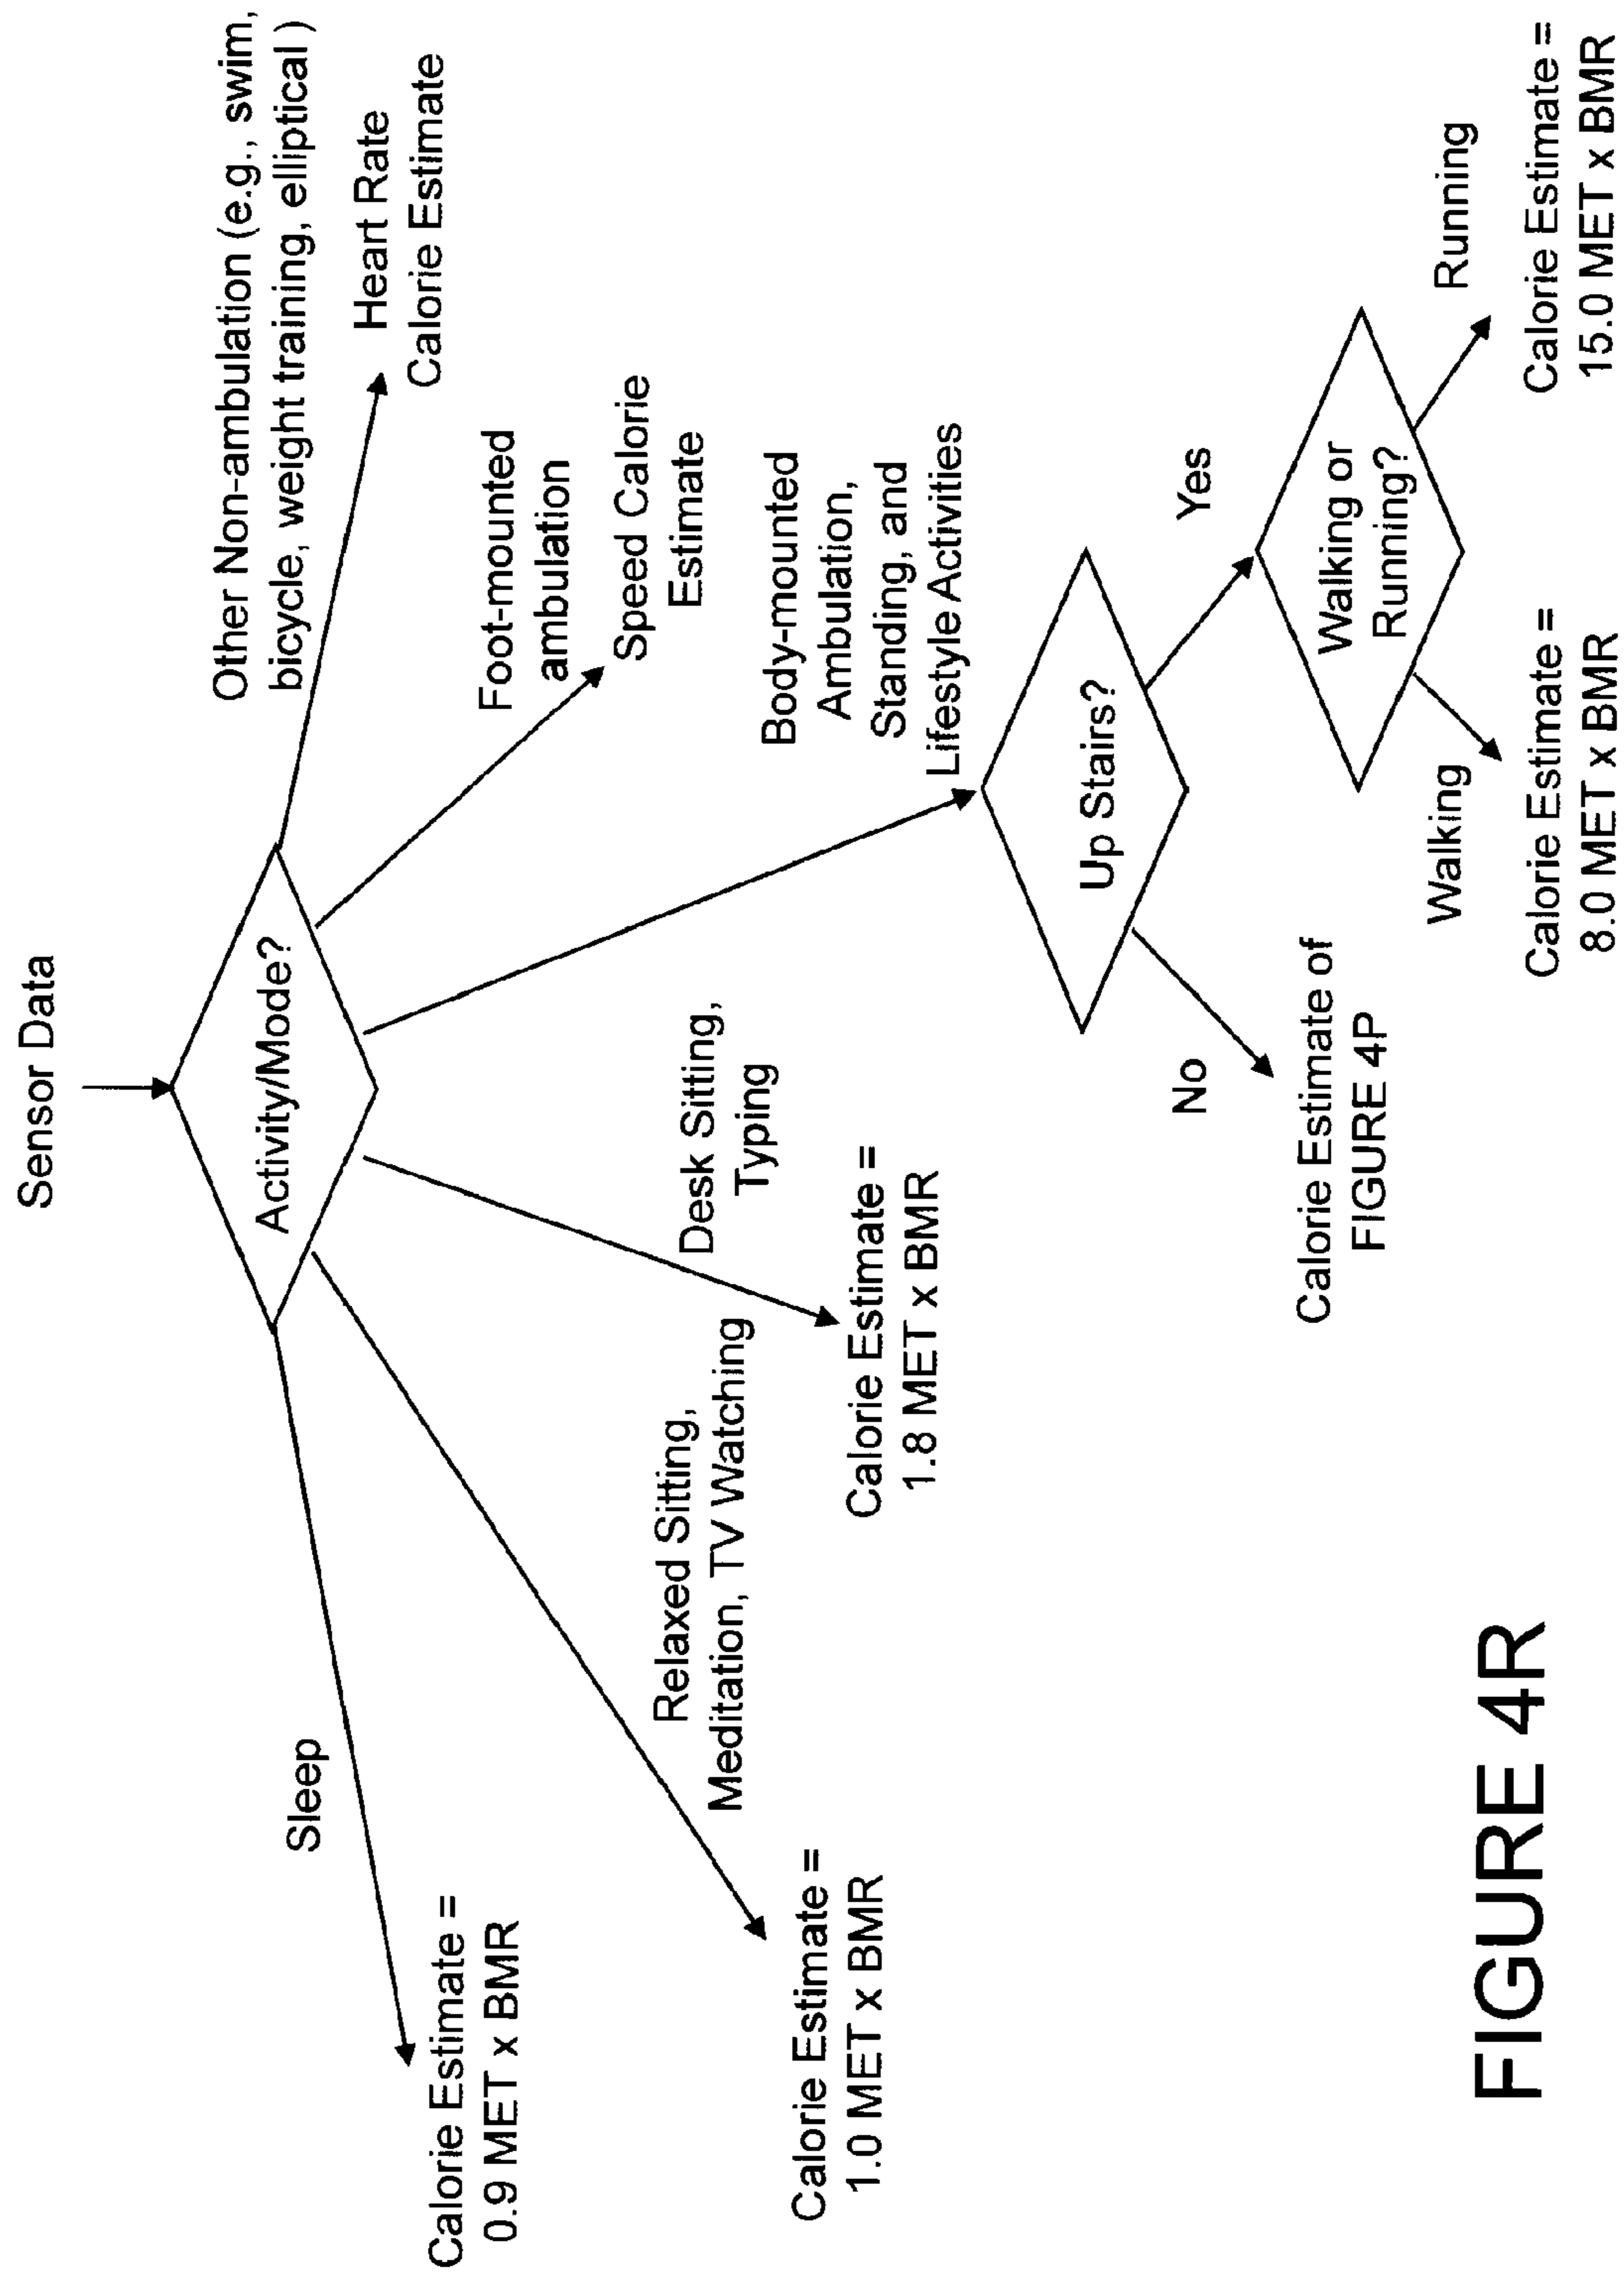 Sensor Data
Activity/Mode?
Sleep
Calorie Estimate =
0.9 MET x BMR
Relaxed Sitting,
Meditation, TV Watching
Calorie Estimate =
1.0 MET x BMR
Desk Sitting,
Typing
Calorie Estimate =
1.8 MET x BMR
Body-mounted
Ambulation,
Standing, and
Lifestyle Activities
Foot-mounted
ambulation
Speed Calorie
Estimate
Other Non-ambulation (e.g., swim,
bicycle, weight training, elliptical )
Heart Rate
Calorie Estimate
Up Stairs?
No
Calorie Estimate of
FIGURE 4P
Yes
Walking or
Running?
Walking
Calorie Estimate =
8.0 MET x BMR
Running
Calorie Estimate =
15.0 MET x BMR
FIGURE 4R